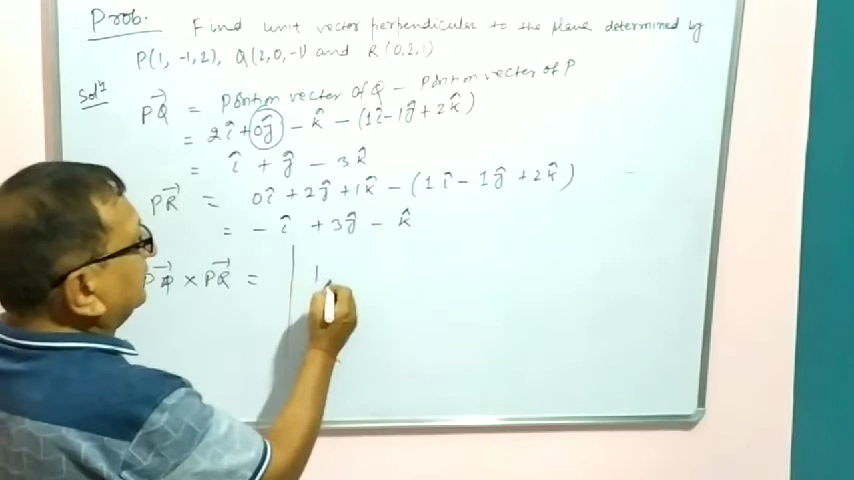 Prob. Find unit vector perpendicular to the plane determined by
P(1, -1, 2), Q(2, 0, -1) and R(0, 2, 1)
Solⁿ
PQ⃗ = Position vector of Q - Position vector of P
= 2î + 0ĵ - k̂ - (1î - 1ĵ + 2k̂)
= î + ĵ - 3k̂
PR⃗ = 0î + 2ĵ + 1k̂ - (1î - 1ĵ + 2k̂)
= - î + 3ĵ - k̂
PQ⃗ × PR⃗ = |